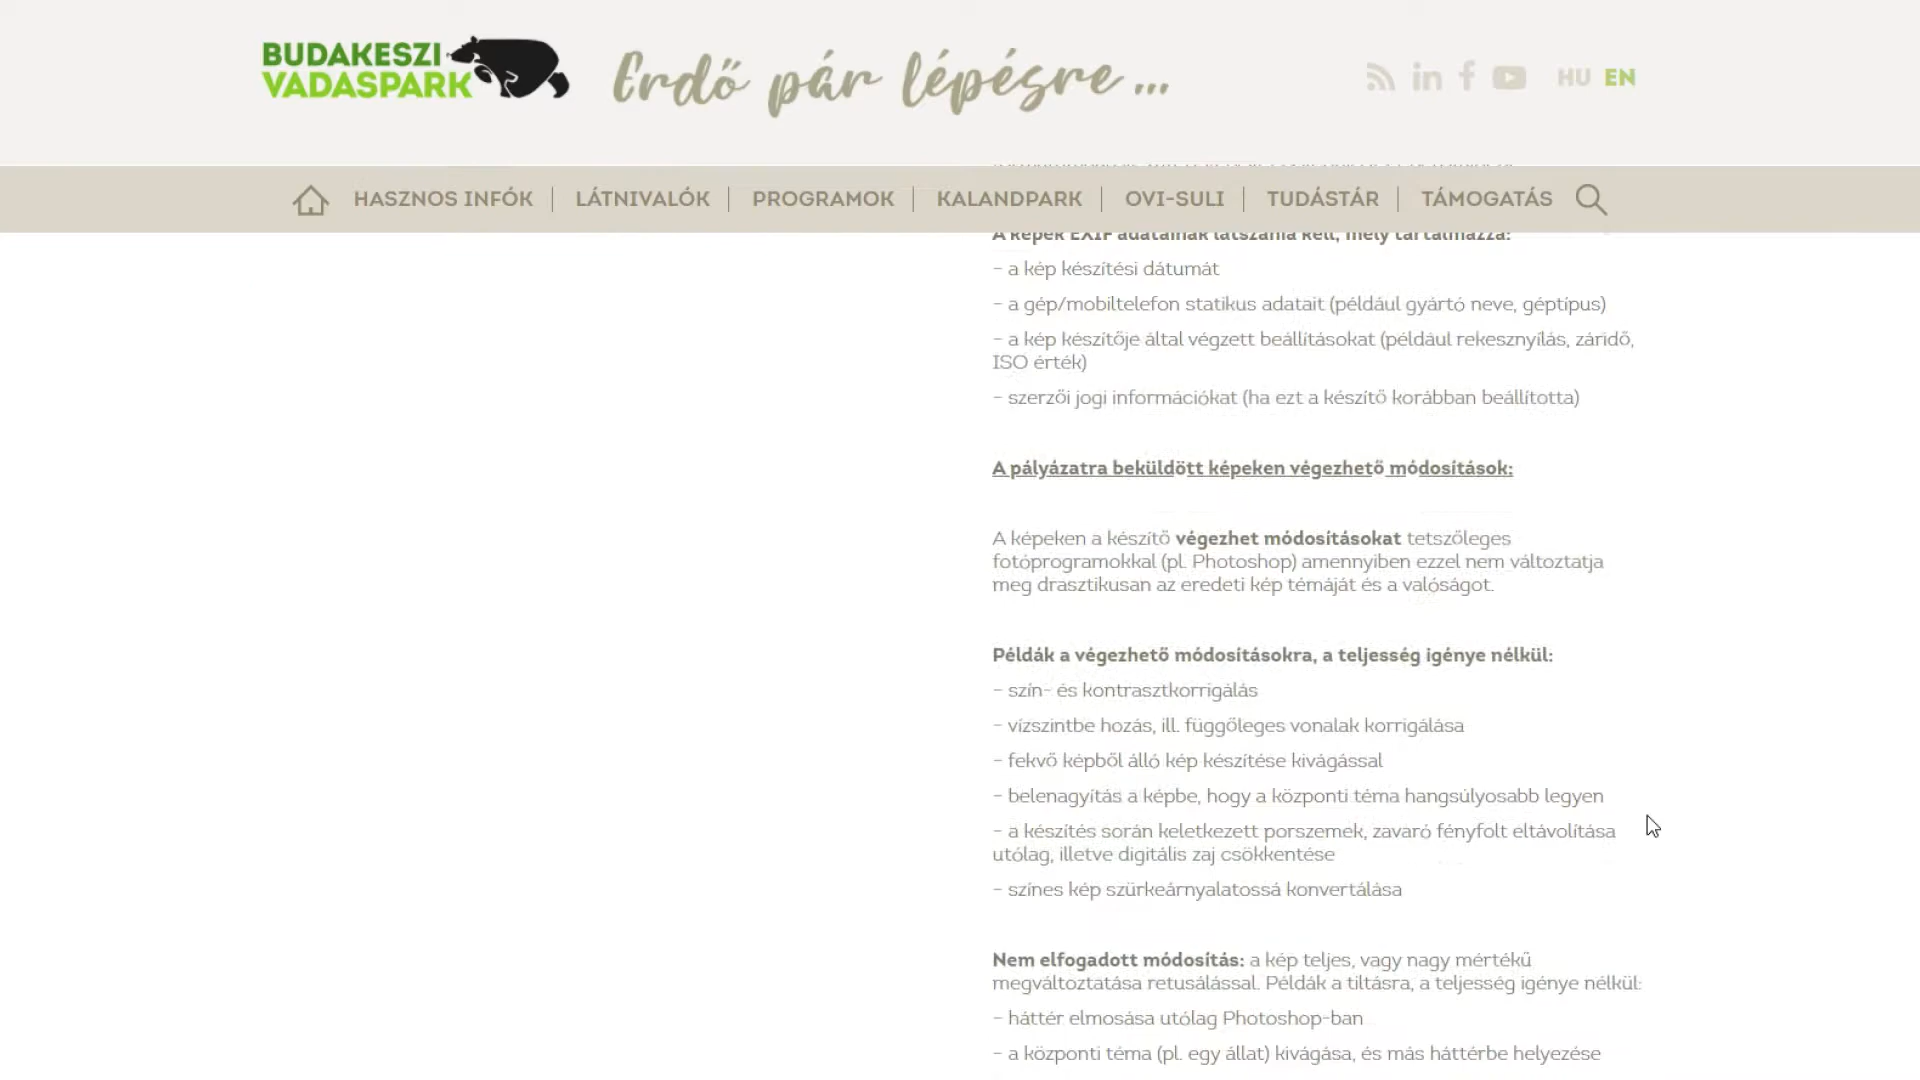 BUDAKESZI
VADASPARK
Erdő pár lépésre ...
HU EN
HASZNOS INFÓK | LÁTNIVALÓK | PROGRAMOK | KALANDPARK | OVI-SULI | TUDÁSTÁR | TÁMOGATÁS
A képek EXIF adatainak látszania kell, mely tartalmazza:
- a kép készítési dátumát
- a gép/mobiltelefon statikus adatait (például gyártó neve, géptípus)
- a kép készítője által végzett beállításokat (például rekesznyílás, záridő,
ISO érték)
- szerzői jogi információkat (ha ezt a készítő korábban beállította)
A pályázatra beküldött képeken végezhető módosítások:
A képeken a készítő végezhet módosításokat tetszőleges
fotóprogramokkal (pl. Photoshop) amennyiben ezzel nem változtatja
meg drasztikusan az eredeti kép témáját és a valóságot.
Példák a végezhető módosításokra, a teljesség igénye nélkül:
- szín- és kontrasztkorrigálás
- vízszintbe hozás, ill. függőleges vonalak korrigálása
- fekvő képből álló kép készítése kivágással
- belenagyítás a képbe, hogy a központi téma hangsúlyosabb legyen
- a készítés során keletkezett porszemek, zavaró fényfolt eltávolítása
utólag, illetve digitális zaj csökkentése
- színes kép szürkeárnyalatossá konvertálása
Nem elfogadott módosítás: a kép teljes, vagy nagy mértékű
megváltoztatása retusálással. Példák a tiltásra, a teljesség igénye nélkül:
- háttér elmosása utólag Photoshop-ban
- a központi téma (pl. egy állat) kivágása, és más háttérbe helyezése